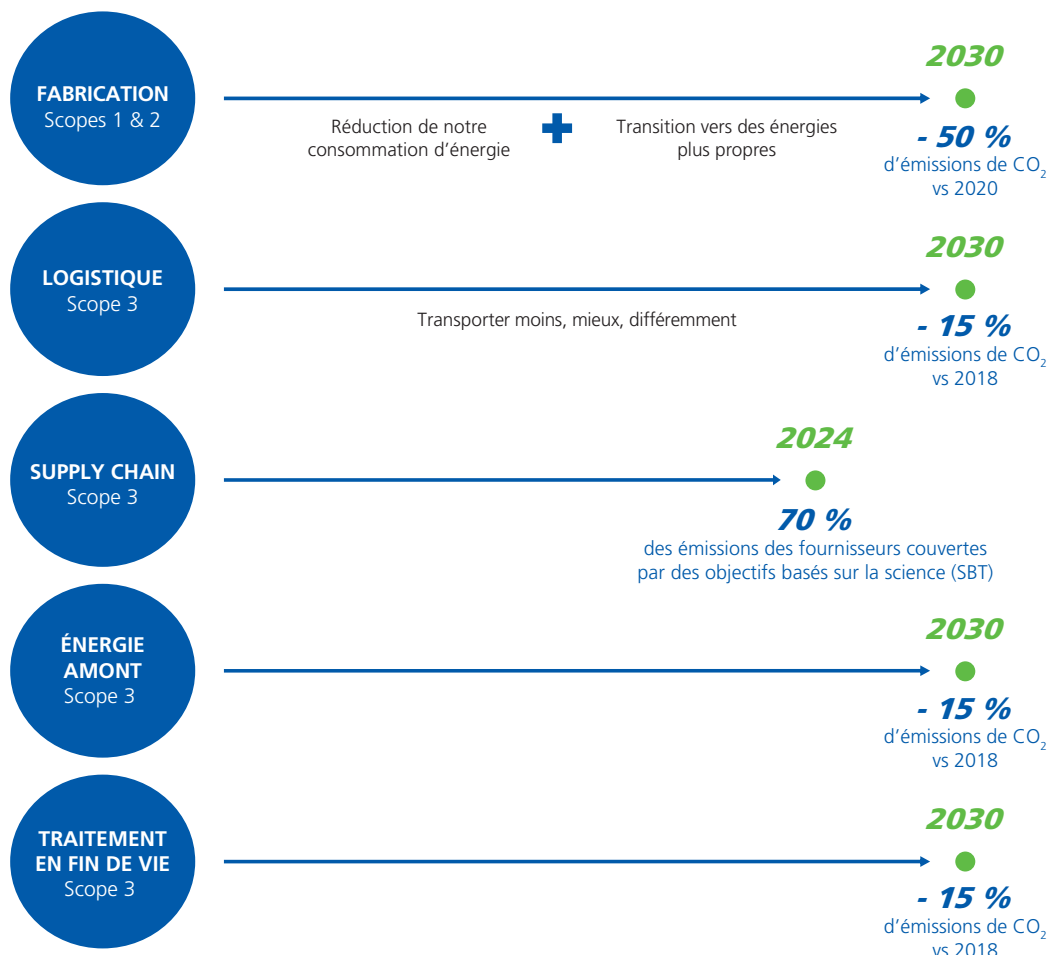 FABRICATION
Scopes 1 & 2
Réduction de notre
consommation d'énergie
Transition vers des énergies
plus propres
2030
- 50 %
d'émissions de CO₂
vs 2020
LOGISTIQUE
Scope 3
Transporter moins, mieux, différemment
2030
- 15 %
d'émissions de CO₂
vs 2018
SUPPLY CHAIN
Scope 3
2024
70 %
des émissions des fournisseurs couvertes
par des objectifs basés sur la science (SBT)
ÉNERGIE
AMONT
Scope 3
2030
- 15 %
d'émissions de CO₂
vs 2018
TRAITEMENT
EN FIN DE VIE
Scope 3
2030
- 15 %
d'émissions de CO₂
vs 2018